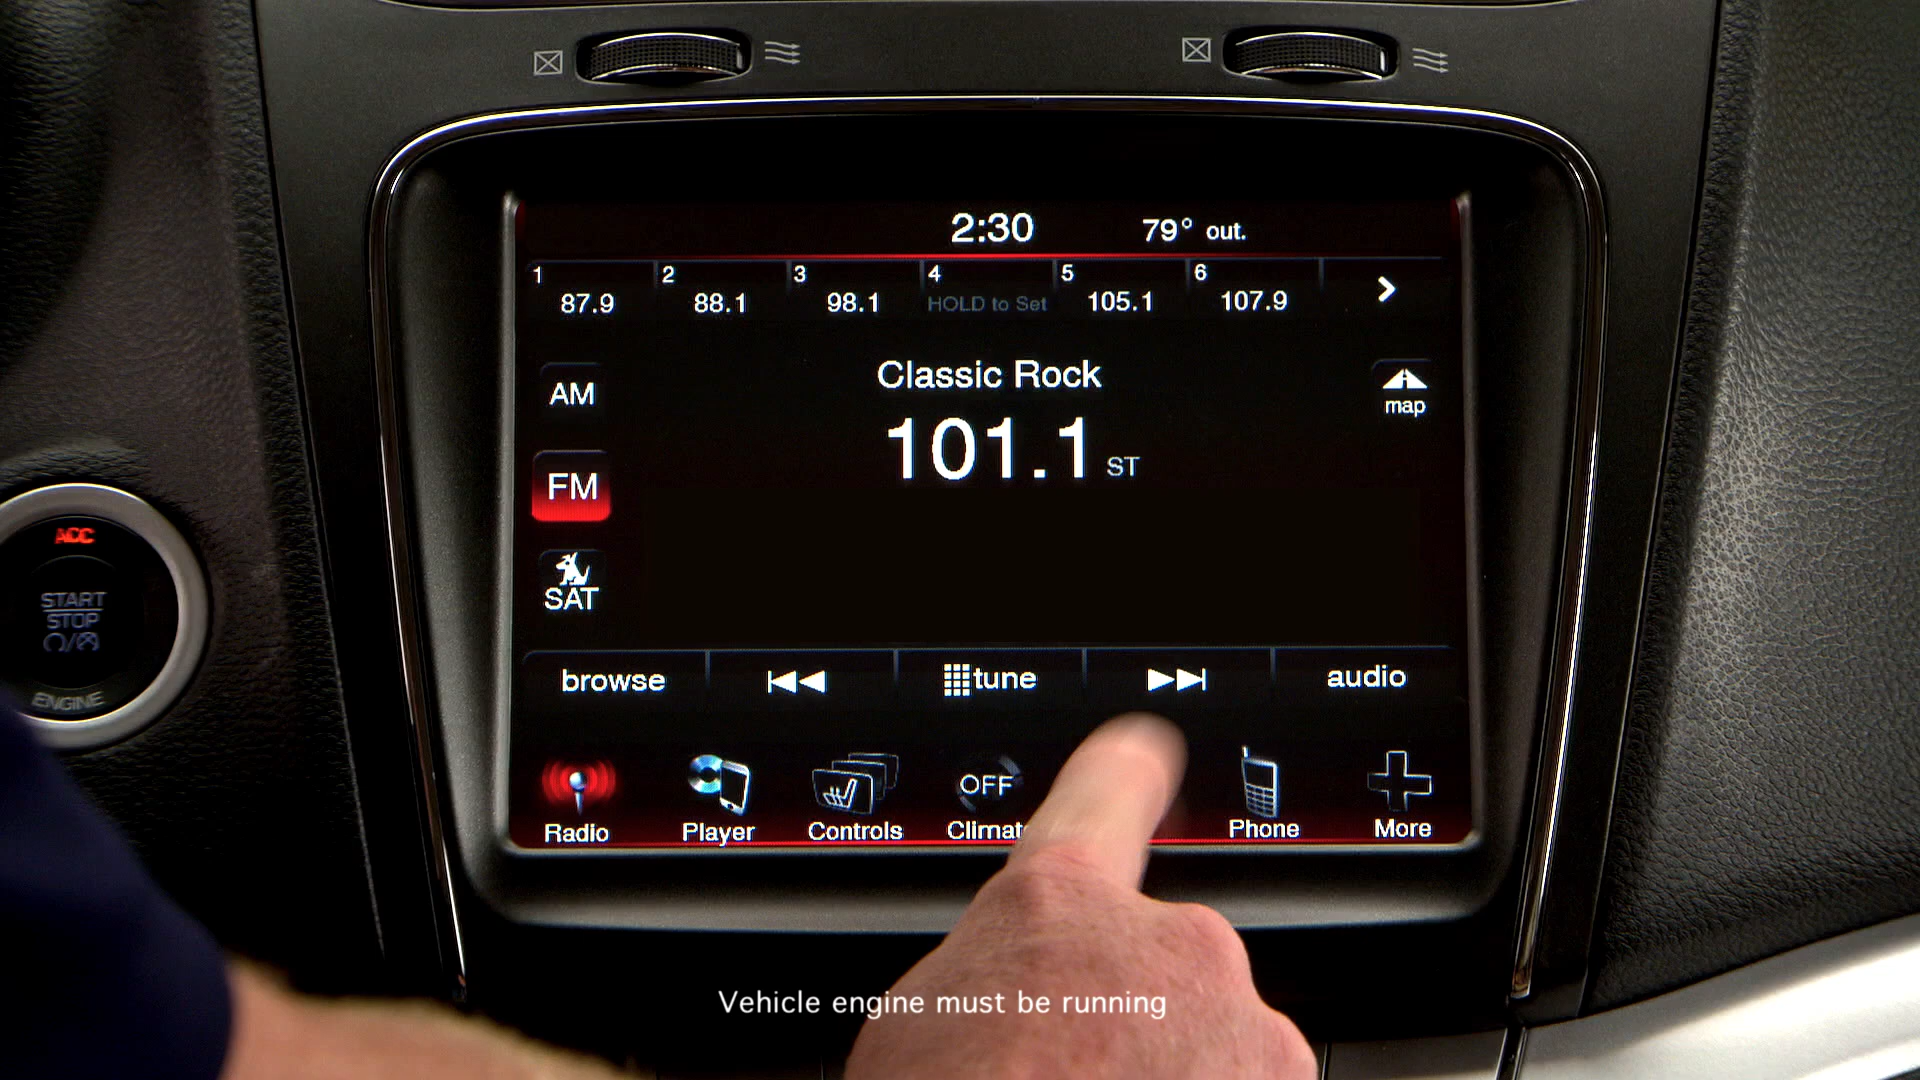 2:30 79° out.
1 2 3 4 5 6
87.9 88.1 98.1 HOLD to Set 105.1 107.9
Classic Rock
AM
map
101.1 ST
FM
ACC
SAT
START
STOP
ENGINE
browse tune audio
OFF
Radio Player Controls Climat Phone More
Vehicle engine must be running